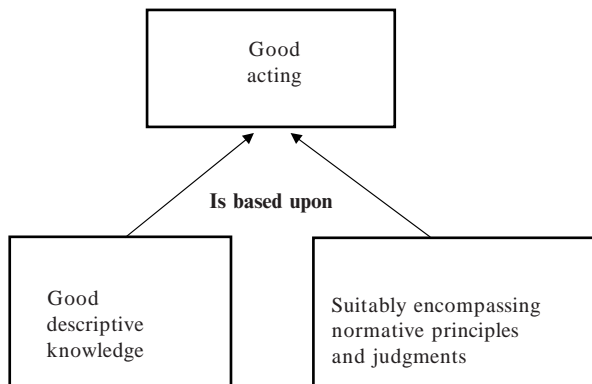 Good
acting
Is based upon
Good
descriptive
knowledge
Suitably encompassing
normative principles
and judgments